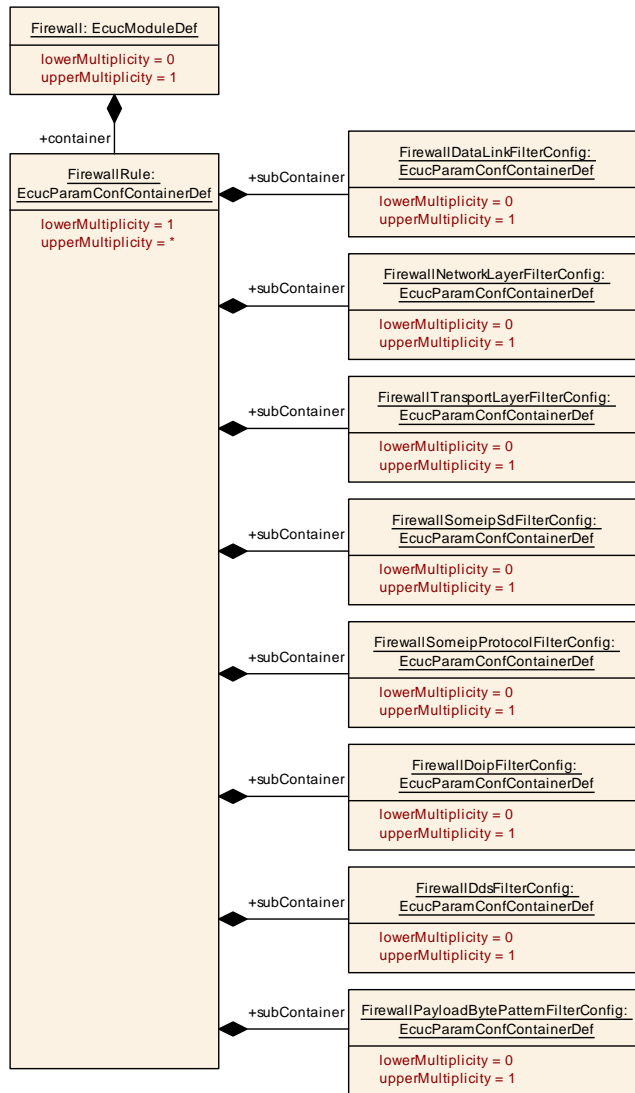 Firewall: EcucModuleDef
lowerMultiplicity = 0
upperMultiplicity = 1
+container
FirewallRule:
EcucParamConfContainerDef
lowerMultiplicity = 1
upperMultiplicity = *
+subContainer
FirewallDataLinkFilterConfig:
EcucParamConfContainerDef
lowerMultiplicity = 0
upperMultiplicity = 1
+subContainer
FirewallNetworkLayerFilterConfig:
EcucParamConfContainerDef
lowerMultiplicity = 0
upperMultiplicity = 1
+subContainer
FirewallTransportLayerFilterConfig:
EcucParamConfContainerDef
lowerMultiplicity = 0
upperMultiplicity = 1
+subContainer
FirewallSomeipSdFilterConfig:
EcucParamConfContainerDef
lowerMultiplicity = 0
upperMultiplicity = 1
+subContainer
FirewallSomeipProtocolFilterConfig:
EcucParamConfContainerDef
lowerMultiplicity = 0
upperMultiplicity = 1
+subContainer
FirewallDoipFilterConfig:
EcucParamConfContainerDef
lowerMultiplicity = 0
upperMultiplicity = 1
+subContainer
FirewallDdsFilterConfig:
EcucParamConfContainerDef
lowerMultiplicity = 0
upperMultiplicity = 1
+subContainer
FirewallPayloadBytePatternFilterConfig:
EcucParamConfContainerDef
lowerMultiplicity = 0
upperMultiplicity = 1